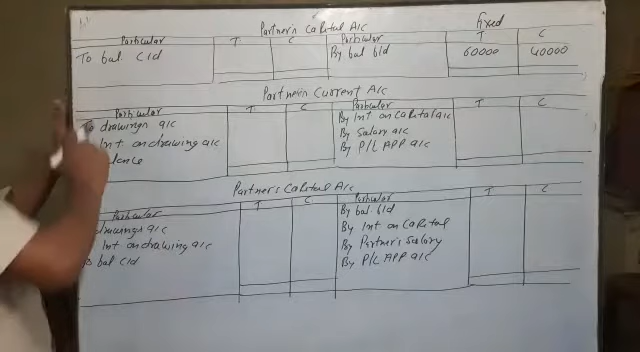 Partner's Capital A/c fixed
Particular T C Particular T C
To bal. c/d By bal b/d 60000 40000
Partner's Current A/c
Particular T C Particular T C
To drawings a/c By Int on Capital a/c
Int on drawing a/c By Salary a/c
By P/L APP a/c
Partner's Capital A/c
Particular T C Particular T C
drawings a/c By bal. b/d
Int on drawing a/c By Int on Capital
To bal c/d By Partner's Salary
By P/L APP a/c